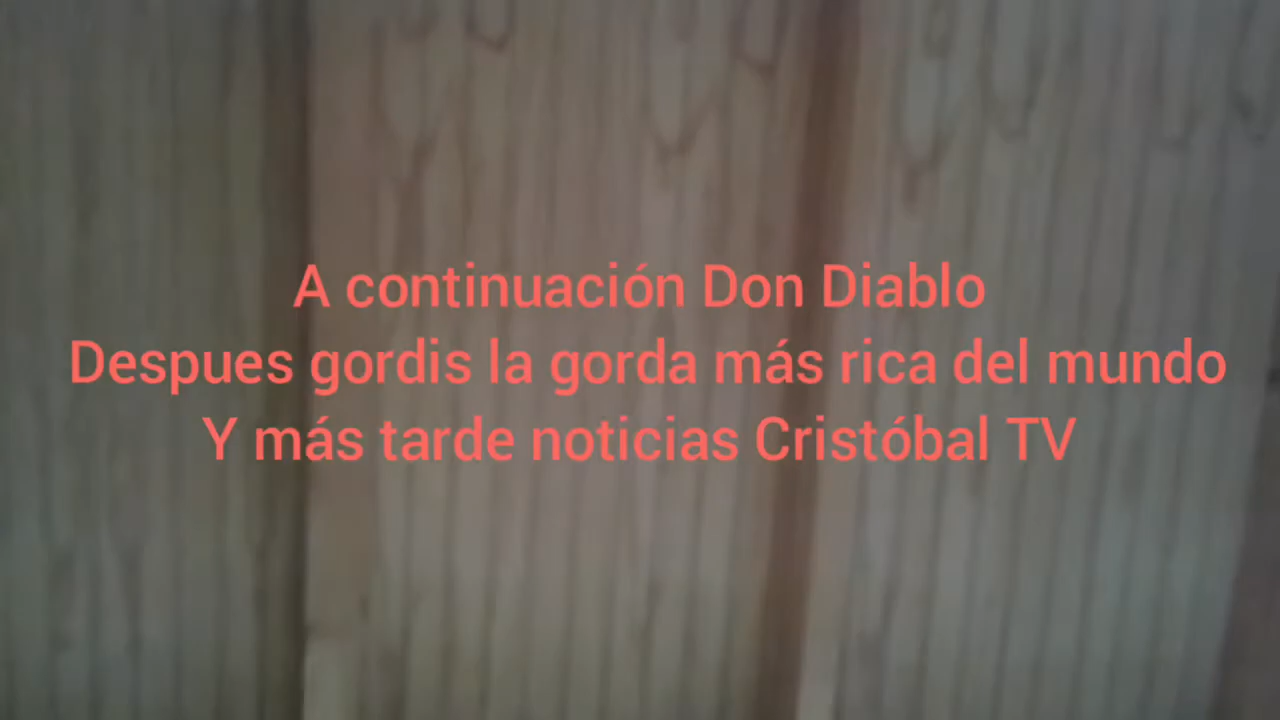 A continuación Don Diablo
Despues gordis la gorda más rica del mundo
Y más tarde noticias Cristóbal TV